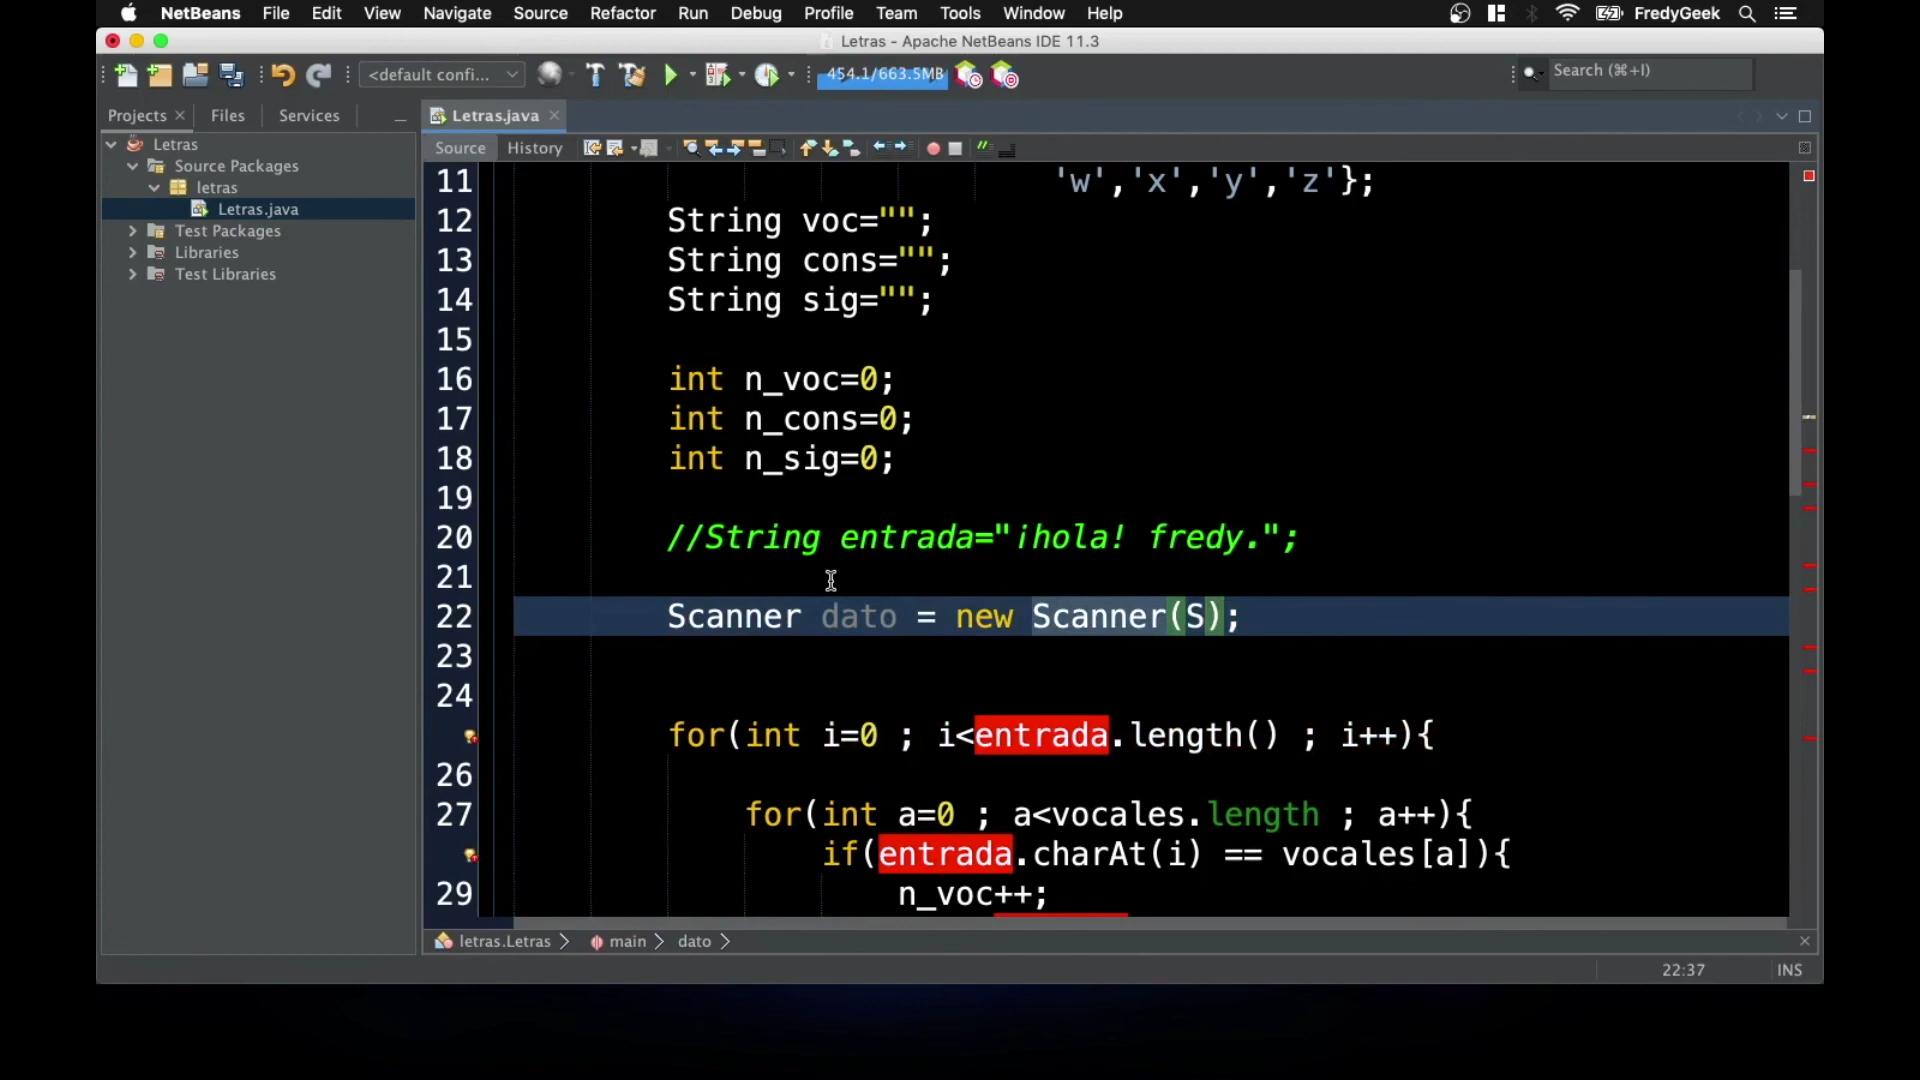 NetBeans File Edit View Navigate Source Refactor Run Debug Profile Team Tools Window Help FredyGeek
Letras - Apache NetBeans IDE 11.3
<default confi... 454.1/663.5MB Search (⌘+I)
Projects Files Services Letras.java
Source History
Letras
Source Packages
letras
Letras.java
Test Packages
Libraries
Test Libraries
11 'w','x','y','z'};
12 String voc="";
13 String cons="";
14 String sig="";
15
16 int n_voc=0;
17 int n_cons=0;
18 int n_sig=0;
19
20 //String entrada="¡hola! fredy.";
21
22 Scanner dato = new Scanner(S);
23
24
for(int i=0 ; i<entrada.length() ; i++){
26
27 for(int a=0 ; a<vocales.length ; a++){
if(entrada.charAt(i) == vocales[a]){
29 n_voc++;
letras.Letras main dato
22:37 INS